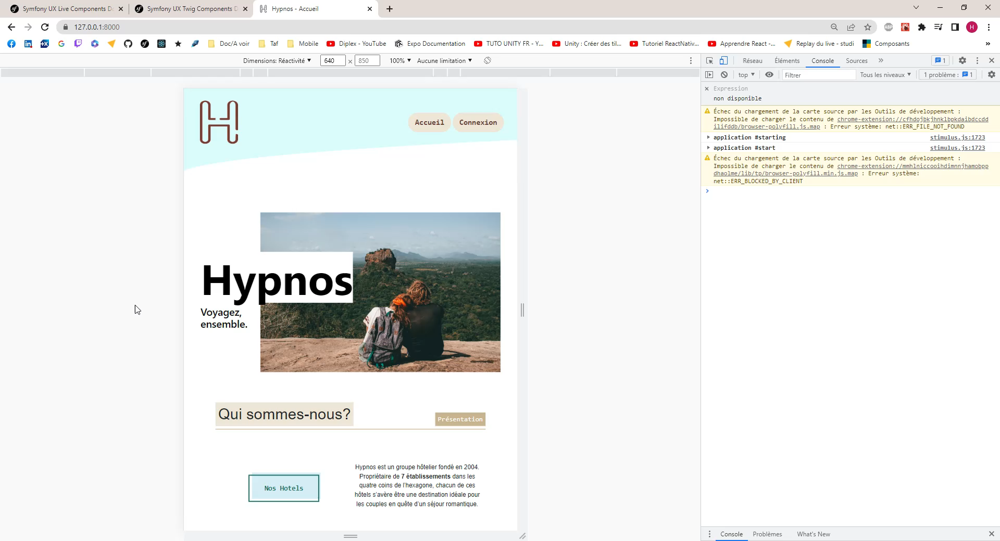 Symfony UX Live Components Do
Symfony UX Twig Components D
Hypnos - Accueil
127.0.0.1:8000
ABP
H
Doc/A voir
Taf
Mobile
Diplex - YouTube
Expo Documentation
TUTO UNITY FR - Y...
Unity : Créer des til...
Tutoriel ReactNativ...
Apprendre React -...
Replay du live - studi
Composants
»
Dimensions: Réactivité
640
×
850
100%
Aucune limitation
Réseau
Éléments
Console
Sources
»
1
top
Filtrer
Tous les niveaux
1 problème :
1
Expression
non disponible
Échec du chargement de la carte source par les Outils de développement :
Impossible de charger le contenu de chrome-extension://cfhdojbkjhnklbpkdaibdccdd
ilifddb/browser-polyfill.js.map : Erreur système: net::ERR_FILE_NOT_FOUND
application #starting
stimulus.js:1723
application #start
stimulus.js:1723
Échec du chargement de la carte source par les Outils de développement :
Impossible de charger le contenu de chrome-extension://mmhlniccooihdimnnjhamobpp
dhaolme/lib/tp/browser-polyfill.min.js.map : Erreur système:
net::ERR_BLOCKED_BY_CLIENT
H
Accueil
Connexion
Hypnos
Voyagez,
ensemble.
Qui sommes-nous?
Présentation
Nos Hotels
Hypnos est un groupe hôtelier fondé en 2004.
Propriétaire de 7 établissements dans les
quatre coins de l'hexagone, chacun de ces
hôtels s'avère être une destination idéale pour
les couples en quête d'un séjour romantique.
Console
Problèmes
What's New